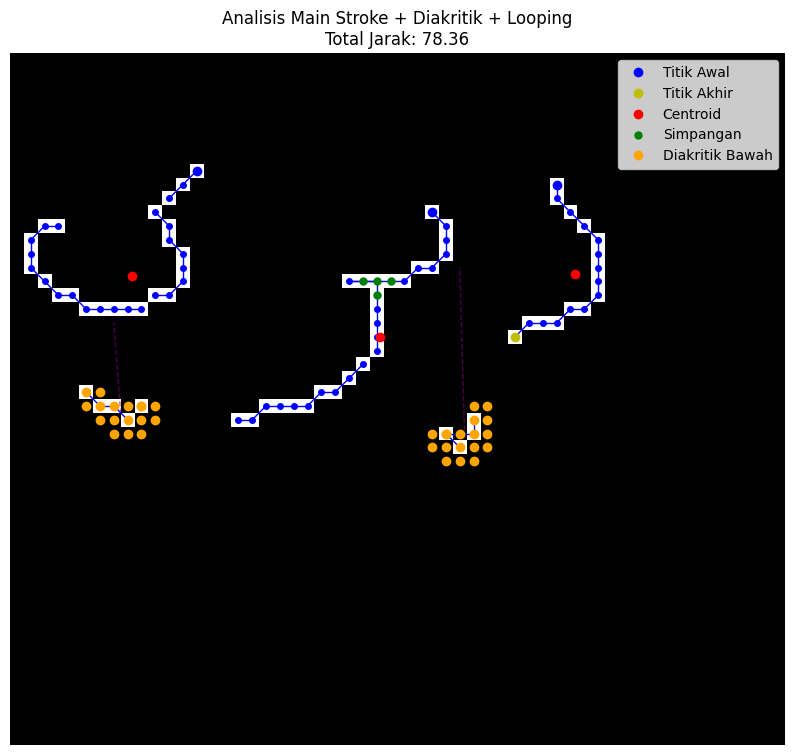 Analisis Main Stroke + Diakritik + Looping
Total Jarak: 78.36
Titik Awal
Titik Akhir
Centroid
Simpangan
Diakritik Bawah